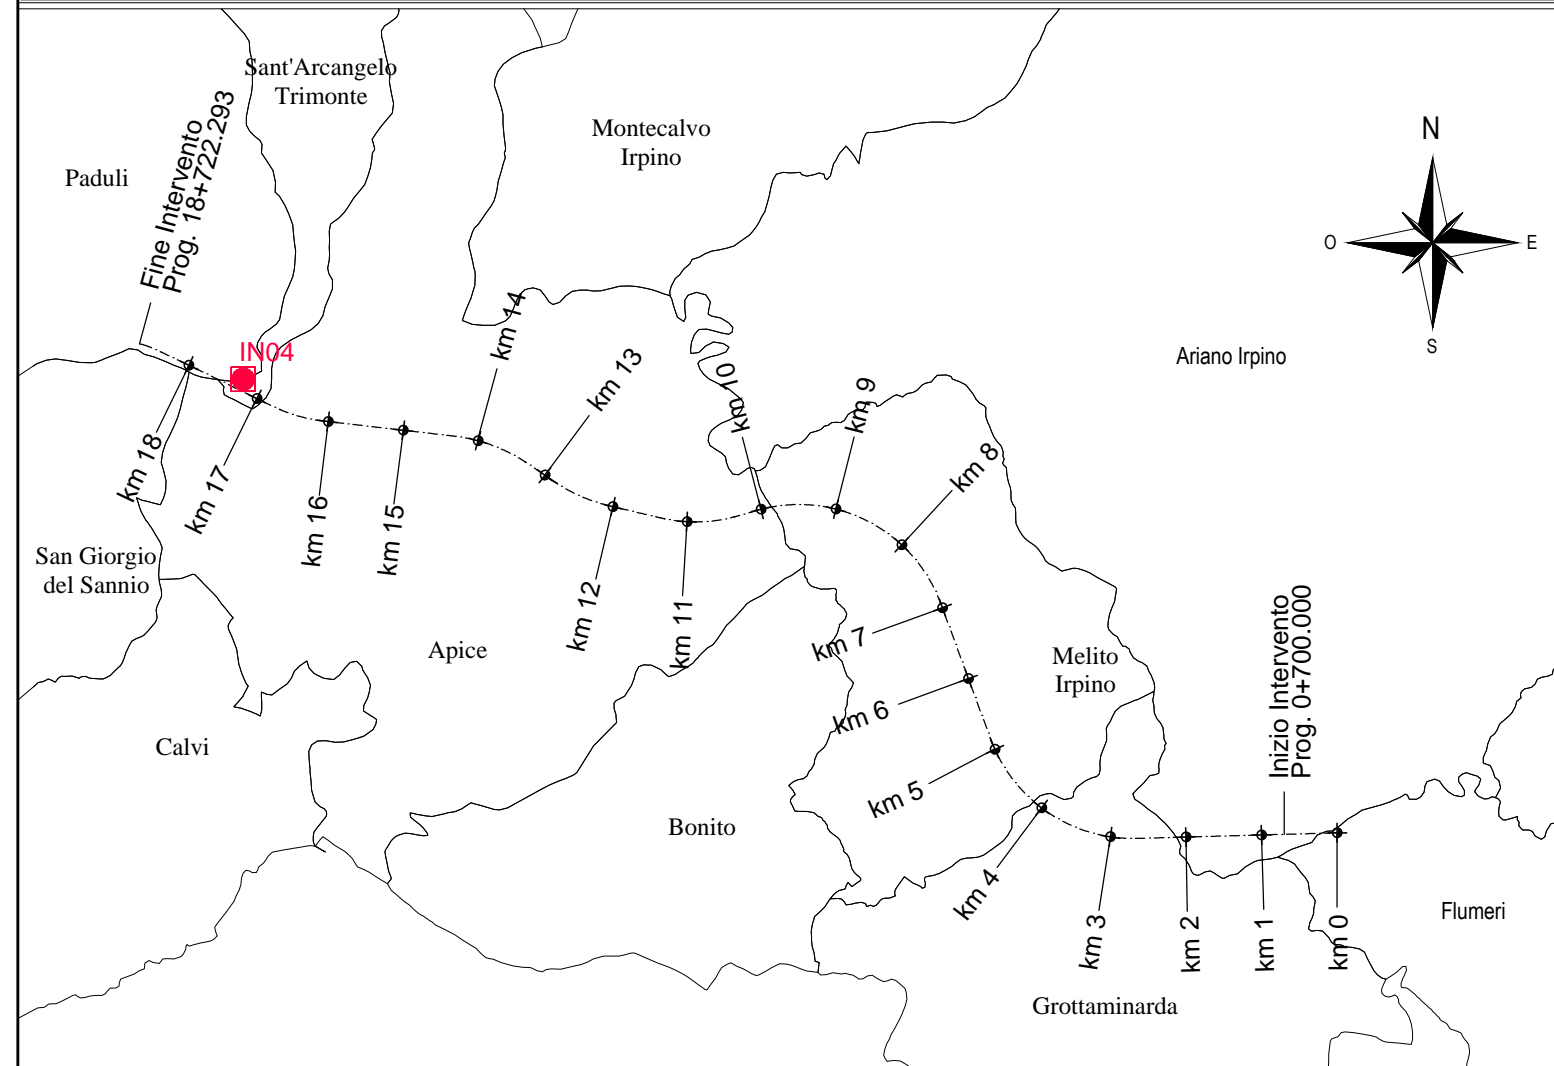 Sant'Arcangelo
Trimonte
Montecalvo
Irpino
N
Paduli
Fine Intervento
Prog. 18+722.293
O
E
S
IN04
km 14
km 13
km 10
km 9
Ariano Irpino
km 8
km 18
km 17
km 16
km 15
San Giorgio
del Sannio
km 12
km 11
km 7
Apice
Melito
Irpino
Inizio Intervento
Prog. 0+700.000
km 6
Calvi
km 5
Bonito
km 4
km 3
km 2
km 1
km 0
Flumeri
Grottaminarda